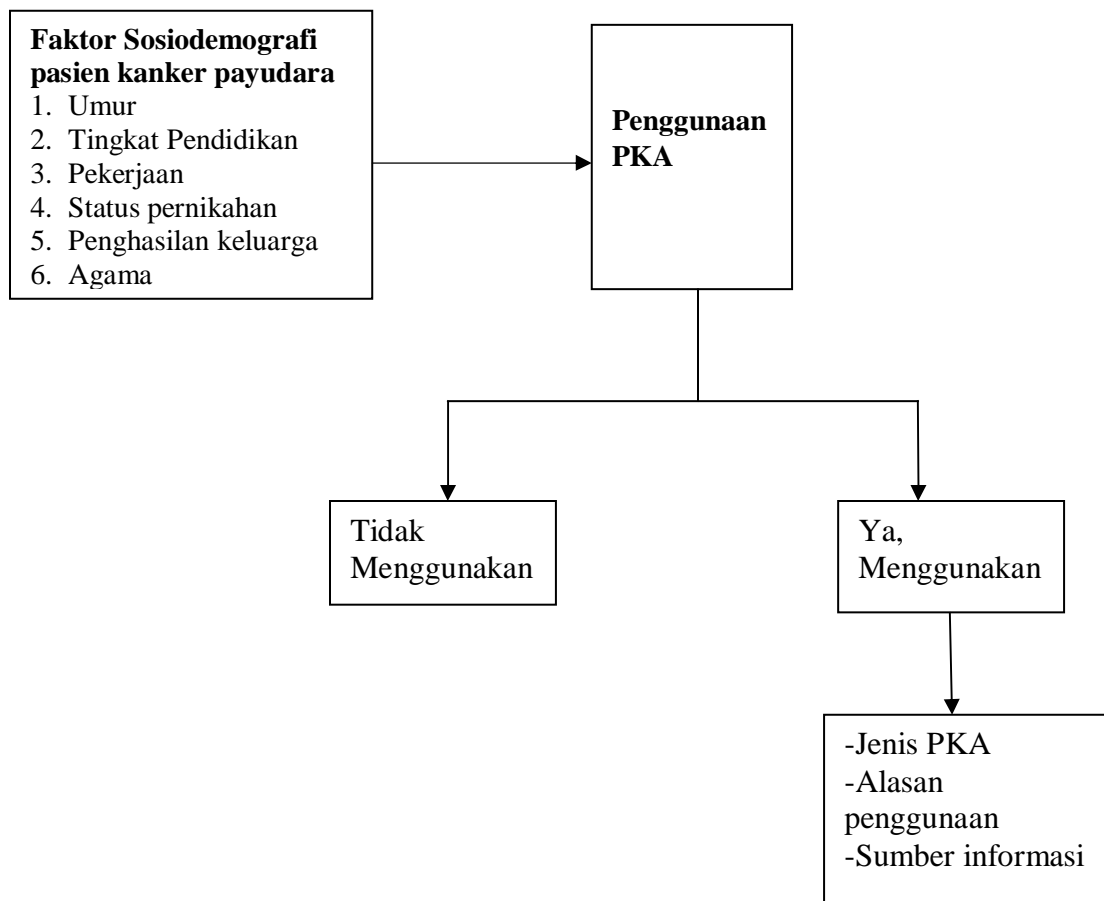 Faktor Sosiodemografi
pasien kanker payudara
1. Umur
2. Tingkat Pendidikan
3. Pekerjaan
4. Status pernikahan
5. Penghasilan keluarga
6. Agama
Penggunaan
PKA
Tidak
Menggunakan
Ya,
Menggunakan
-Jenis PKA
-Alasan
penggunaan
-Sumber informasi